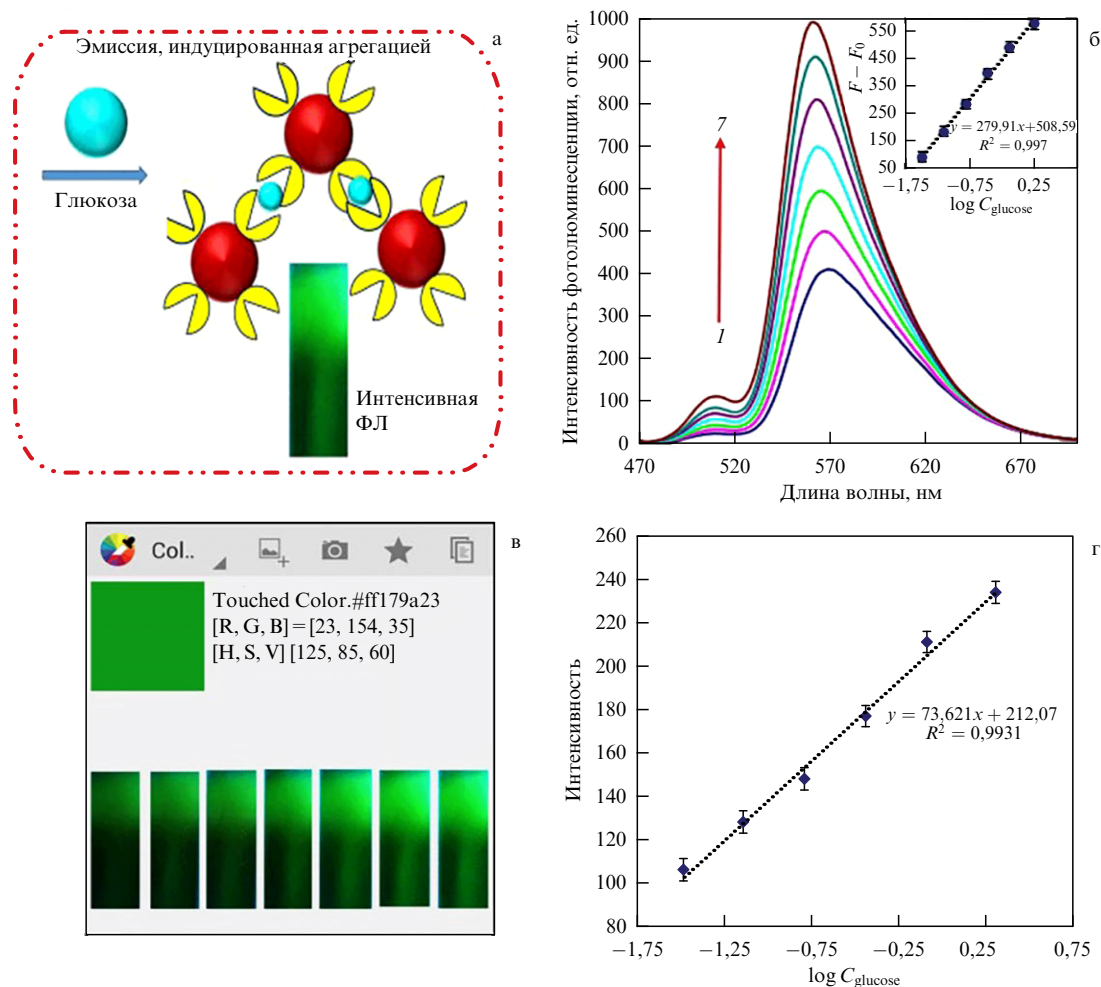 Эмиссия, индуцированная агрегацией
а
Глюкоза
Интенсивная
ФЛ
б
Интенсивность фотолюминесценции, отн. ед.
1000
900
800
700
600
500
400
300
200
100
0
470
520
570
620
670
Длина волны, нм
7
1
F − F0
550
450
350
250
150
50
−1,75
−0,75
0,25
log Cglucose
y = 279,91x+508,59
R² = 0,997
в
Col..
Touched Color.#ff179a23
[R, G, B] = [23, 154, 35]
[H, S, V] [125, 85, 60]
г
Интенсивность
260
240
220
200
180
160
140
120
100
80
−1,75
−1,25
−0,75
−0,25
0,25
0,75
log Cglucose
y = 73,621x + 212,07
R² = 0,9931